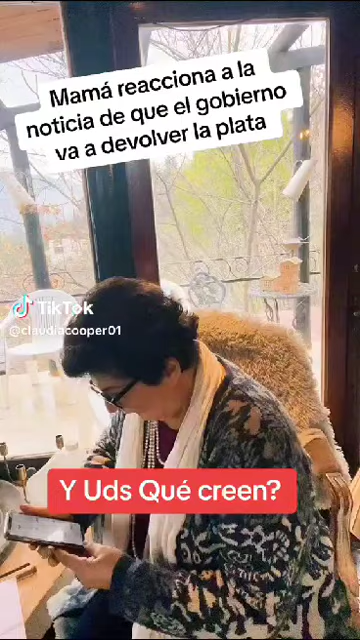 Mamá reacciona a la
noticia de que el gobierno
va a devolver la plata
TikTok
@claudiacooper01
Y Uds Qué creen?